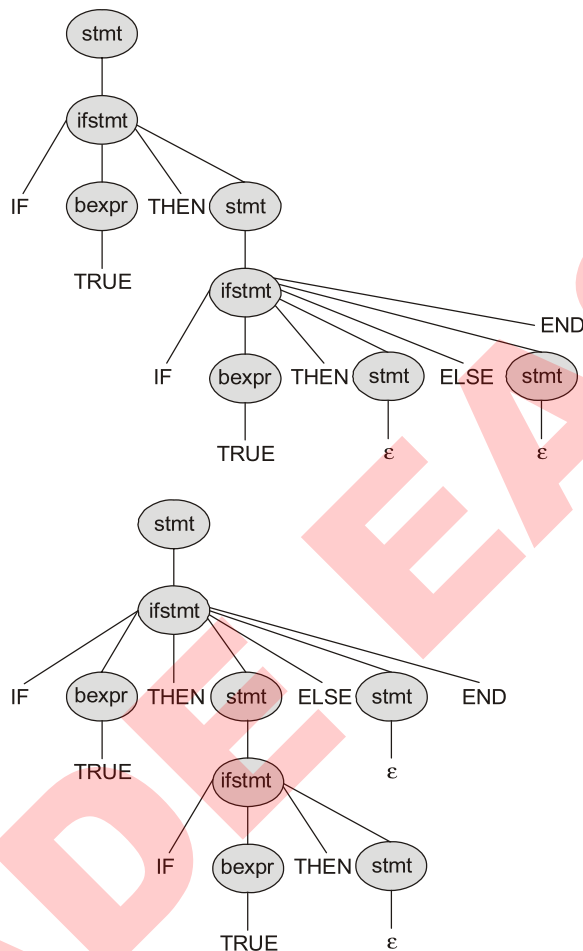 stmt
ifstmt
IF bexpr THEN stmt
TRUE
ifstmt
END
IF bexpr THEN stmt ELSE stmt
TRUE ε ε
stmt
ifstmt
IF bexpr THEN stmt ELSE stmt END
TRUE ε
ifstmt
IF bexpr THEN stmt
TRUE ε